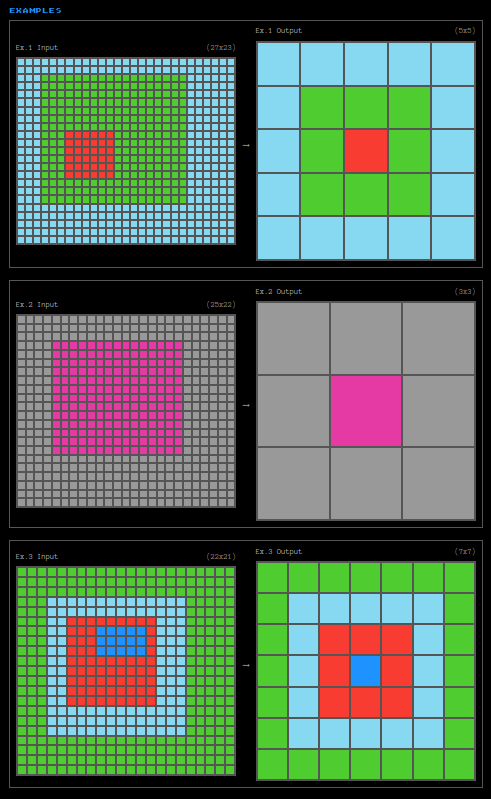 EXAMPLES
Ex.1 Input (27x23)
Ex.1 Output (5x5)
→
Ex.2 Input (25x22)
Ex.2 Output (3x3)
→
Ex.3 Input (22x21)
Ex.3 Output (7x7)
→